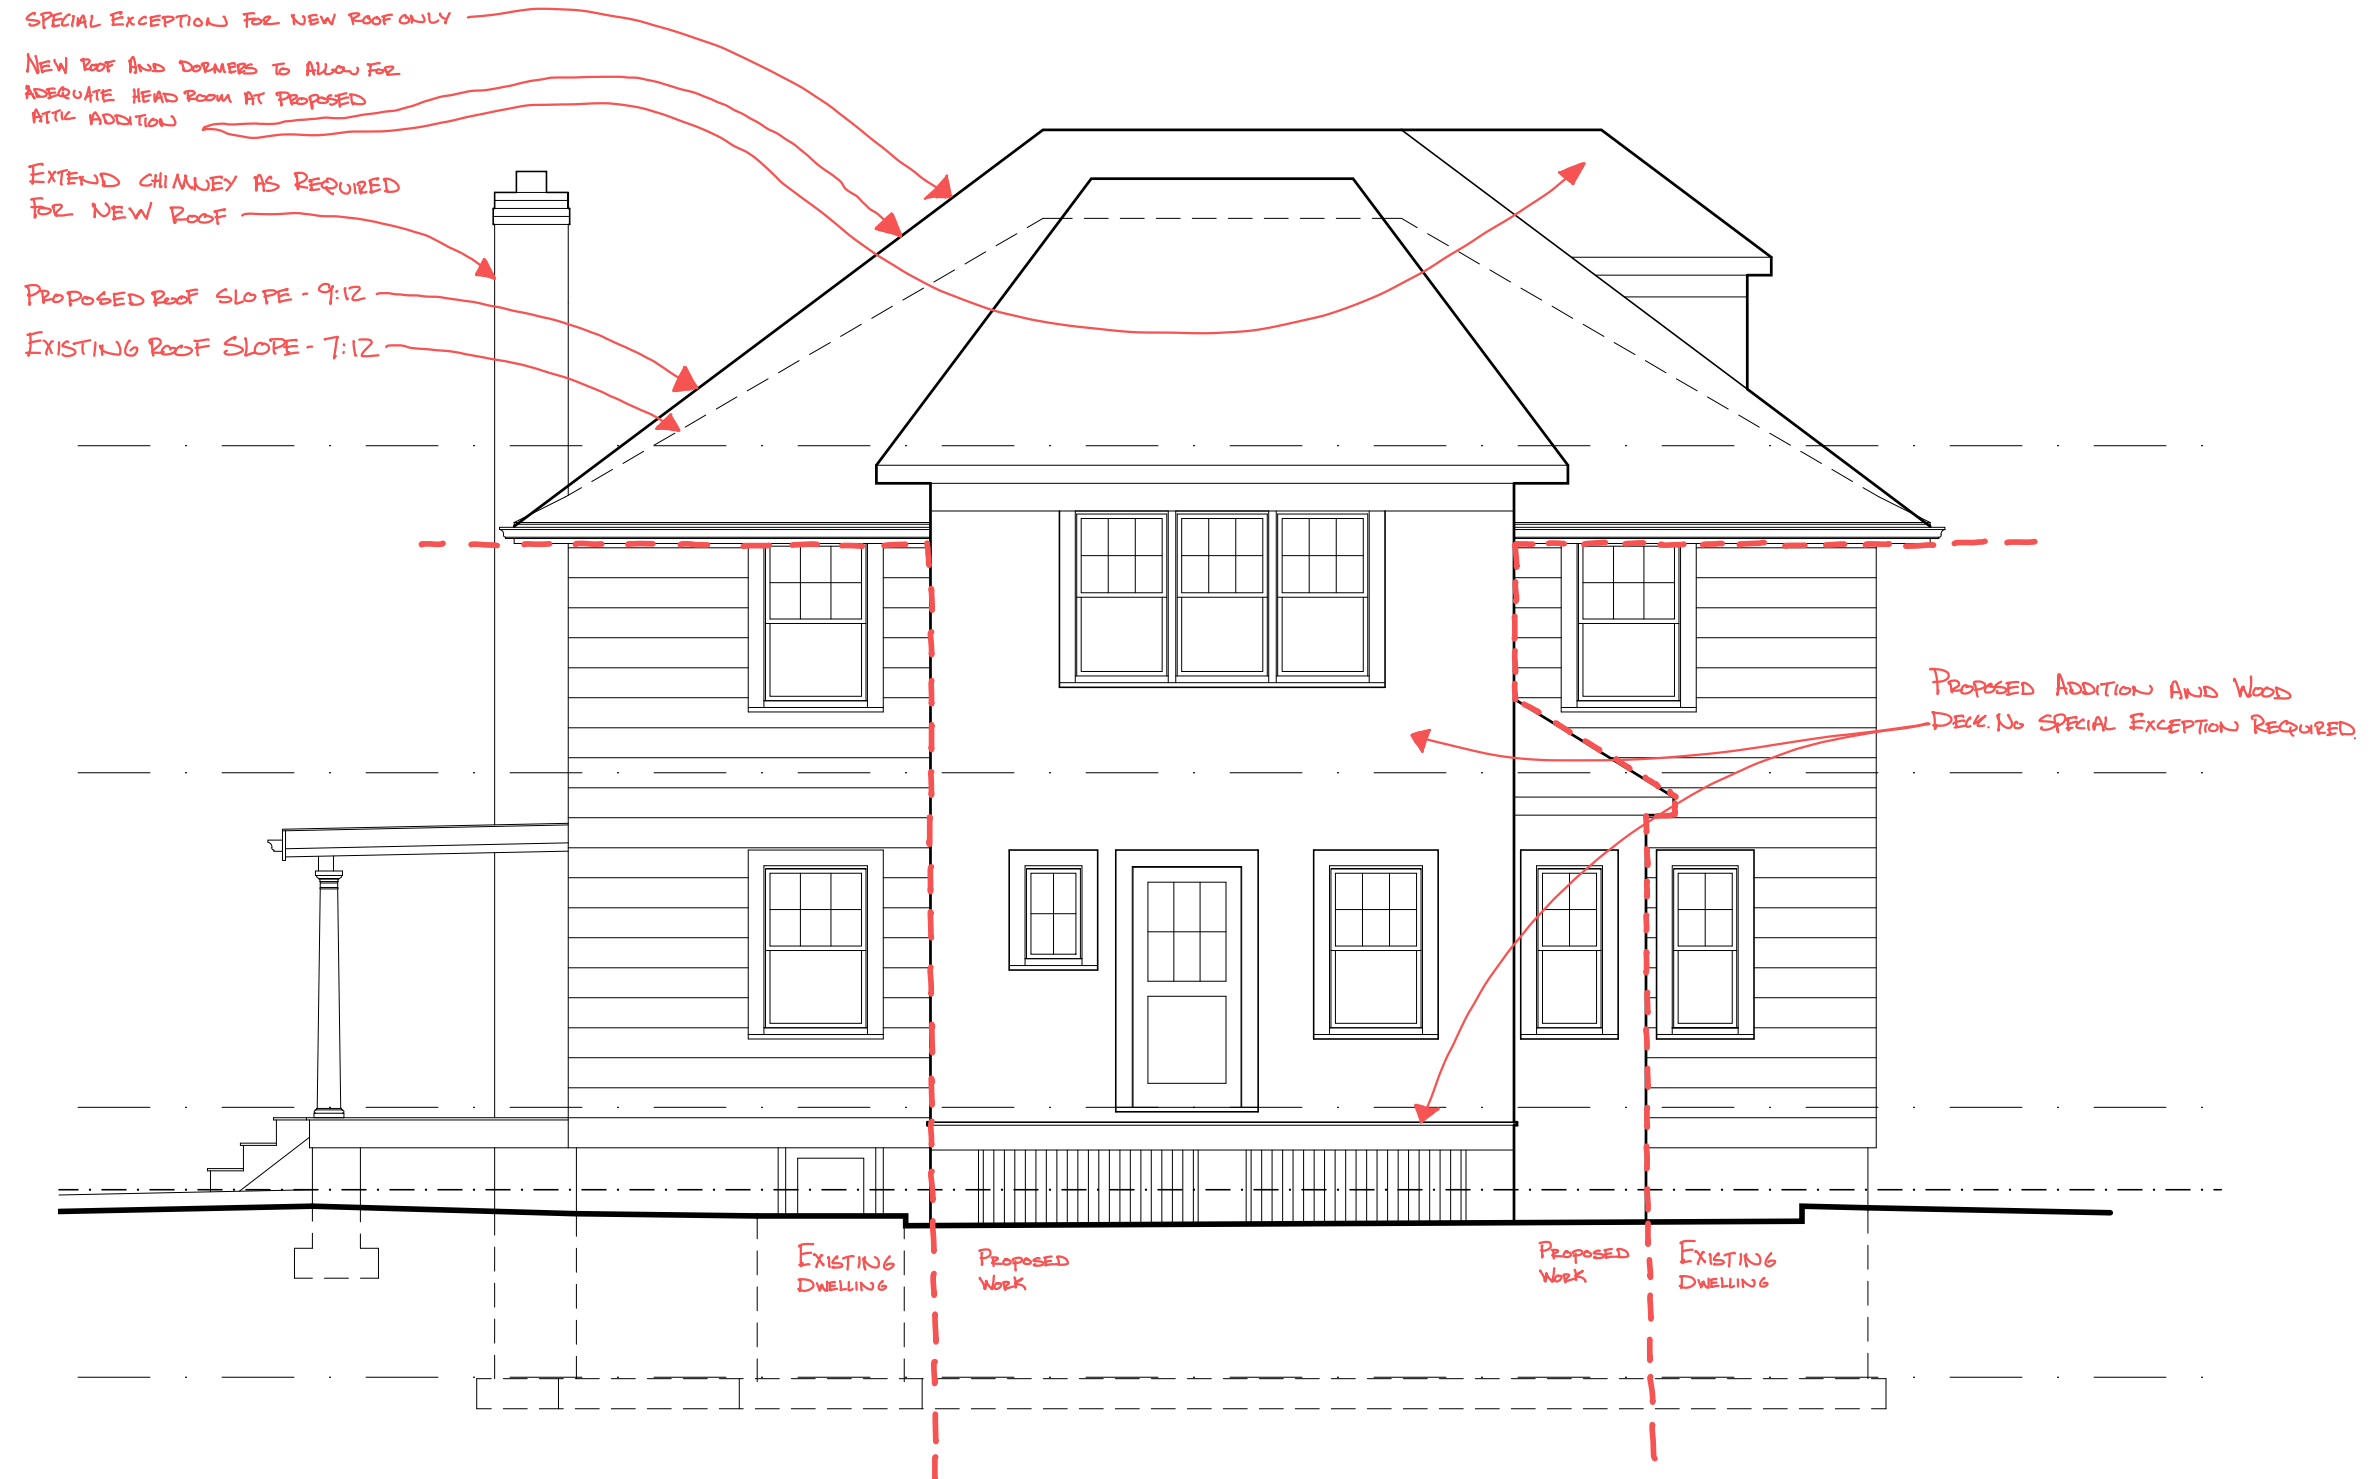 SPECIAL EXCEPTION FOR NEW ROOF ONLY
NEW ROOF AND DORMERS TO ALLOW FOR
ADEQUATE HEAD ROOM AT PROPOSED
ATTIC ADDITION
EXTEND CHIMNEY AS REQUIRED
FOR NEW ROOF
PROPOSED ROOF SLOPE - 9:12
EXISTING ROOF SLOPE - 7:12
PROPOSED ADDITION AND WOOD
DECK. NO SPECIAL EXCEPTION REQUIRED.
EXISTING
DWELLING
PROPOSED
WORK
PROPOSED
WORK
EXISTING
DWELLING